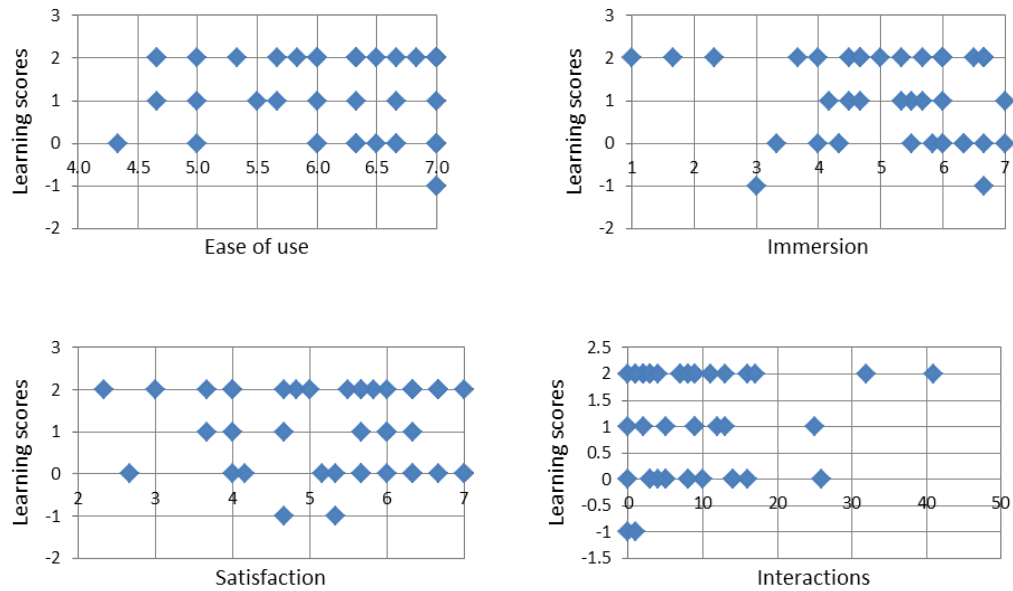 3
2
1
0
-1
-2
4.0 4.5 5.0 5.5 6.0 6.5 7.0
Learning scores
Ease of use
3
2
1
0
-1
-2
1 2 3 4 5 6 7
Learning scores
Immersion
3
2
1
0
-1
-2
2 3 4 5 6 7
Learning scores
Satisfaction
2.5
2
1.5
1
0.5
0
-0.5
-1
-1.5
0 10 20 30 40 50
Learning scores
Interactions